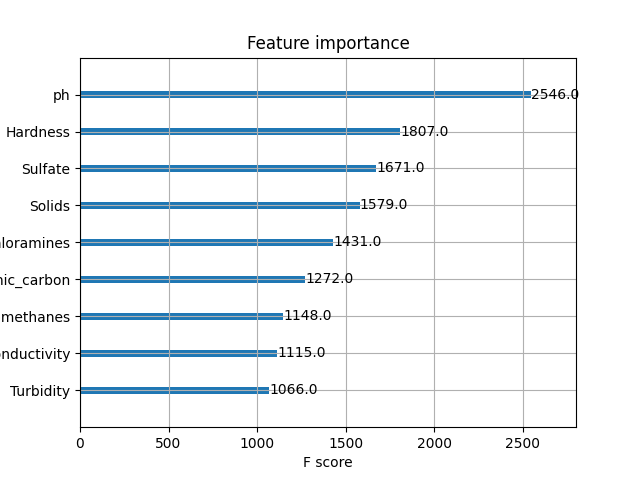 Feature importance
ph
2546.0
Hardness
1807.0
Sulfate
1671.0
Solids
1579.0
loramines
1431.0
nic_carbon
1272.0
methanes
1148.0
onductivity
1115.0
Turbidity
1066.0
0 500 1000 1500 2000 2500
F score